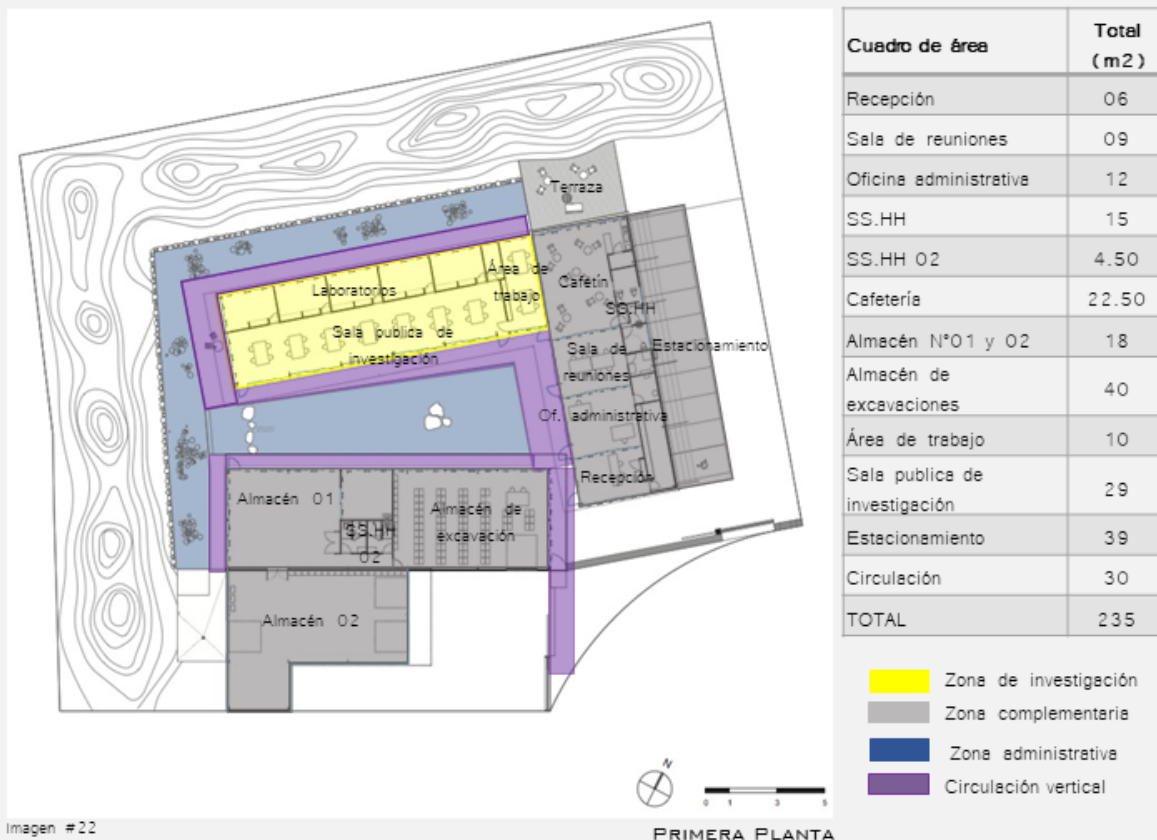 Terraza
Área de
trabajo
Laboratorios
Cafetín
Sala publica de
investigación
SS.HH
Sala de
reuniones
Estacionamiento
Of. administrativa
Recepción
Almacén 01
SS.HH
02
Almacén de
excavación
Almacén 02
N
0 1 3 5
Imagen #22
PRIMERA PLANTA
Cuadro de área Total
(m2)
Recepción 06
Sala de reuniones 09
Oficina administrativa 12
SS.HH 15
SS.HH 02 4.50
Cafetería 22.50
Almacén N°01 y 02 18
Almacén de
excavaciones 40
Área de trabajo 10
Sala publica de
investigación 29
Estacionamiento 39
Circulación 30
TOTAL 235
Zona de investigación
Zona complementaria
Zona administrativa
Circulación vertical